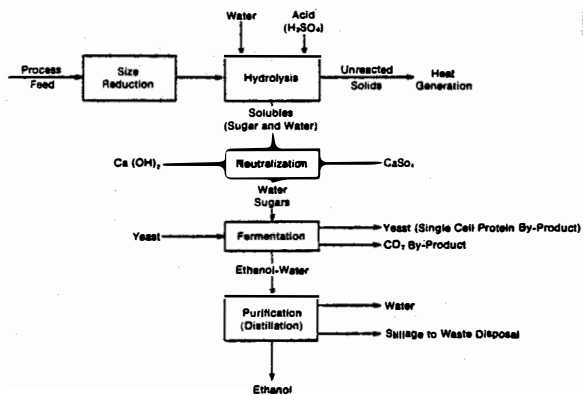 Water
Acid
(H₂SO₄)
Process
Feed
Size
Reduction
Hydrolysis
Unreacted
Solids
Heat
Generation
Solubles
(Sugar and Water)
Ca (OH)₂
Neutralization
CaSo₄
Water
Sugars
Yeast
Fermentation
Yeast (Single Cell Protein By-Product)
CO₂ By-Product
Ethanol-Water
Purification
(Distillation)
Water
Stillage to Waste Disposal
Ethanol